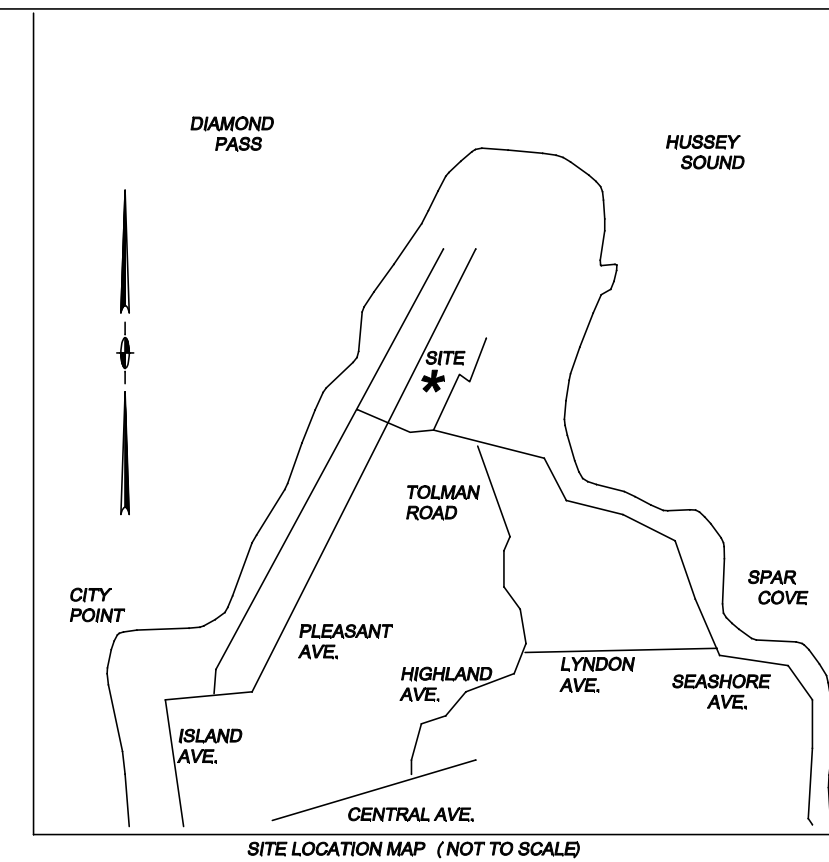 DIAMOND
PASS
HUSSEY
SOUND
SITE
*
TOLMAN
ROAD
CITY
POINT
SPAR
COVE
PLEASANT
AVE.
HIGHLAND
AVE.
LYNDON
AVE.
SEASHORE
AVE.
ISLAND
AVE.
CENTRAL AVE.
SITE LOCATION MAP ( NOT TO SCALE)